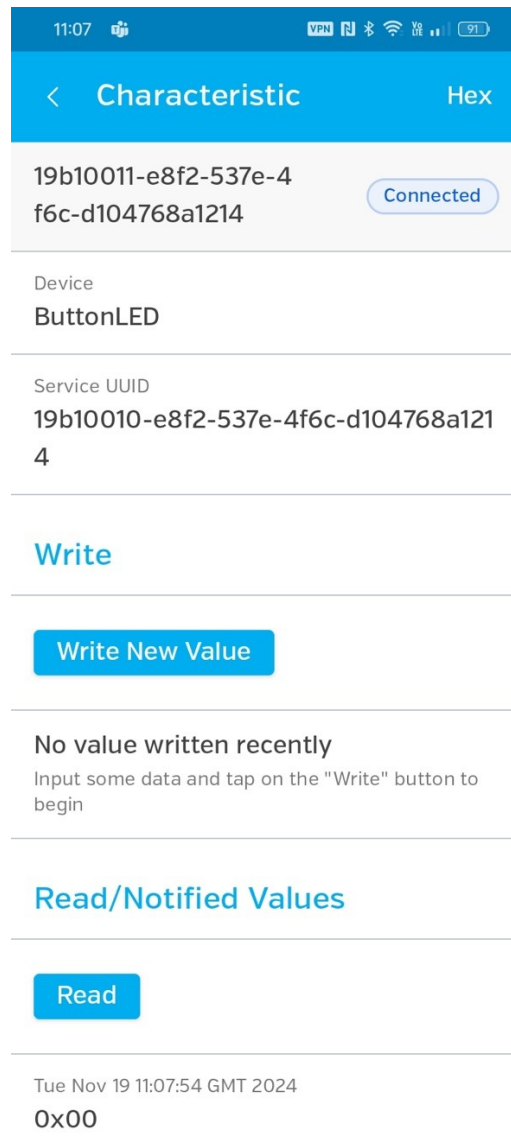 11:07
VPN
Vo
LTE
91
Characteristic
Hex
19b10011-e8f2-537e-4
f6c-d104768a1214
Connected
Device
ButtonLED
Service UUID
19b10010-e8f2-537e-4f6c-d104768a121
4
Write
Write New Value
No value written recently
Input some data and tap on the "Write" button to
begin
Read/Notified Values
Read
Tue Nov 19 11:07:54 GMT 2024
0x00